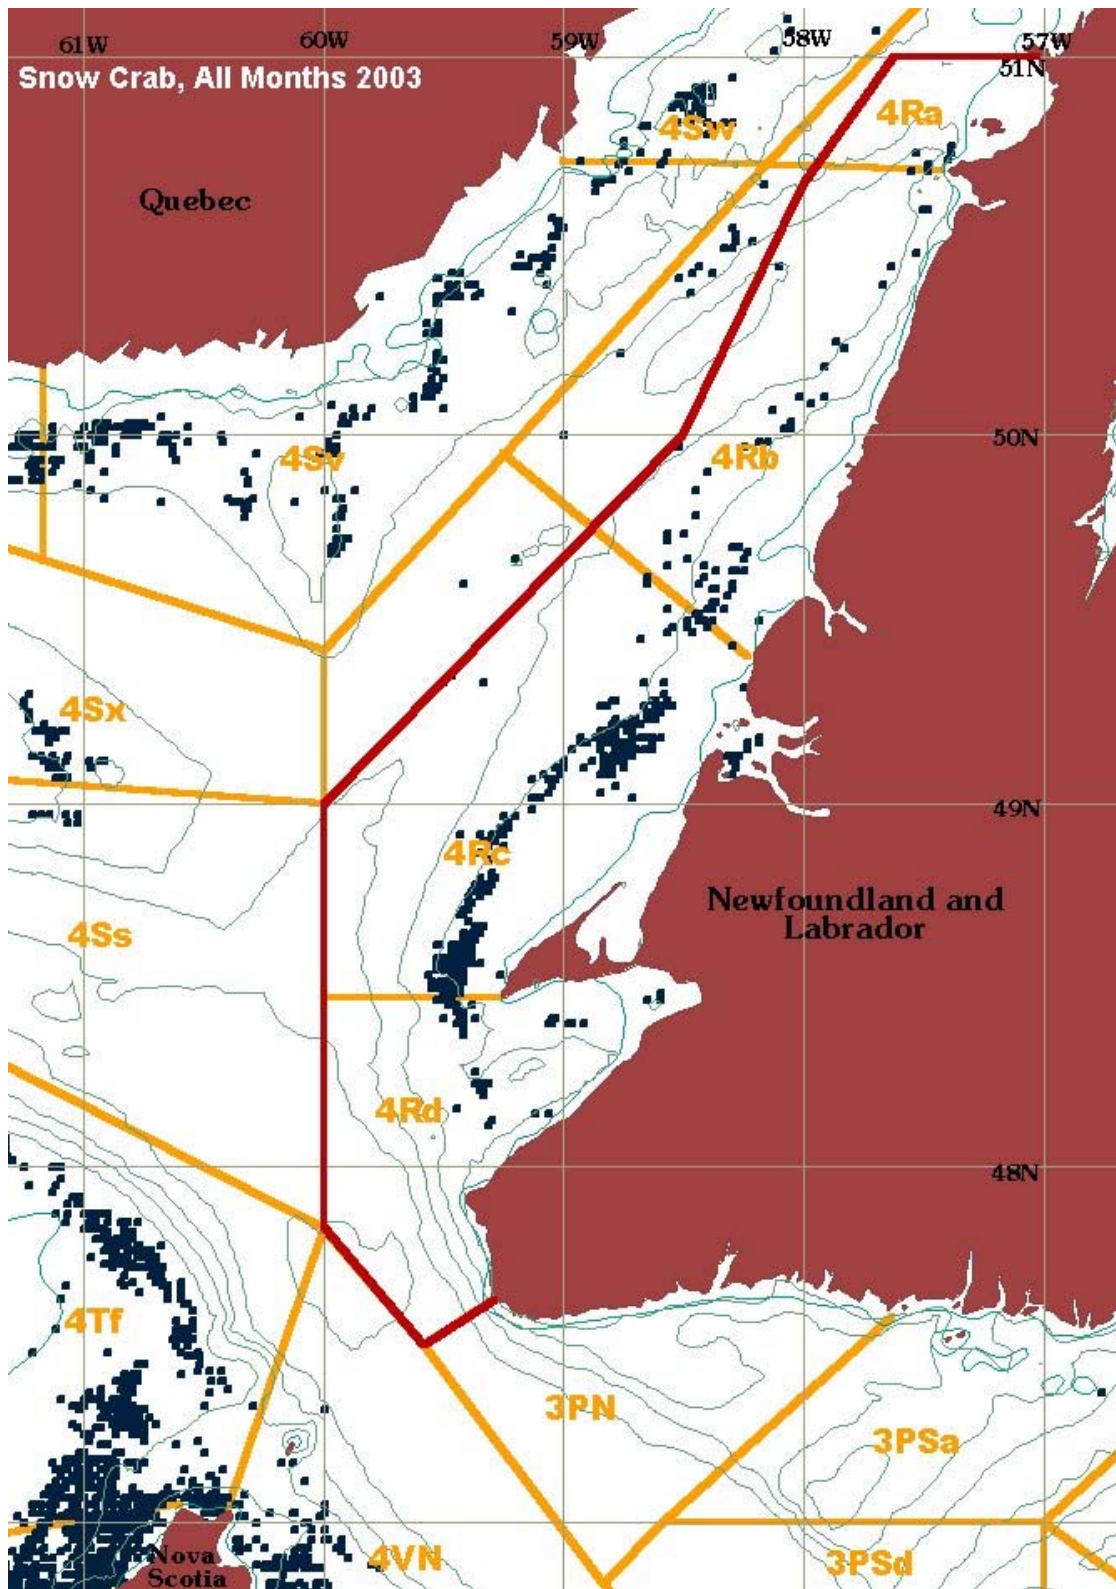 61W
60W
59W
58W
57W
51N
Snow Crab, All Months 2003
4Ra
4Sw
Quebec
50N
4Sv
4Rb
4Sx
49N
4Rc
Newfoundland and
Labrador
4Ss
4Rd
48N
4Tf
3PN
3PSa
Nova
Scotia
4VN
3PSd